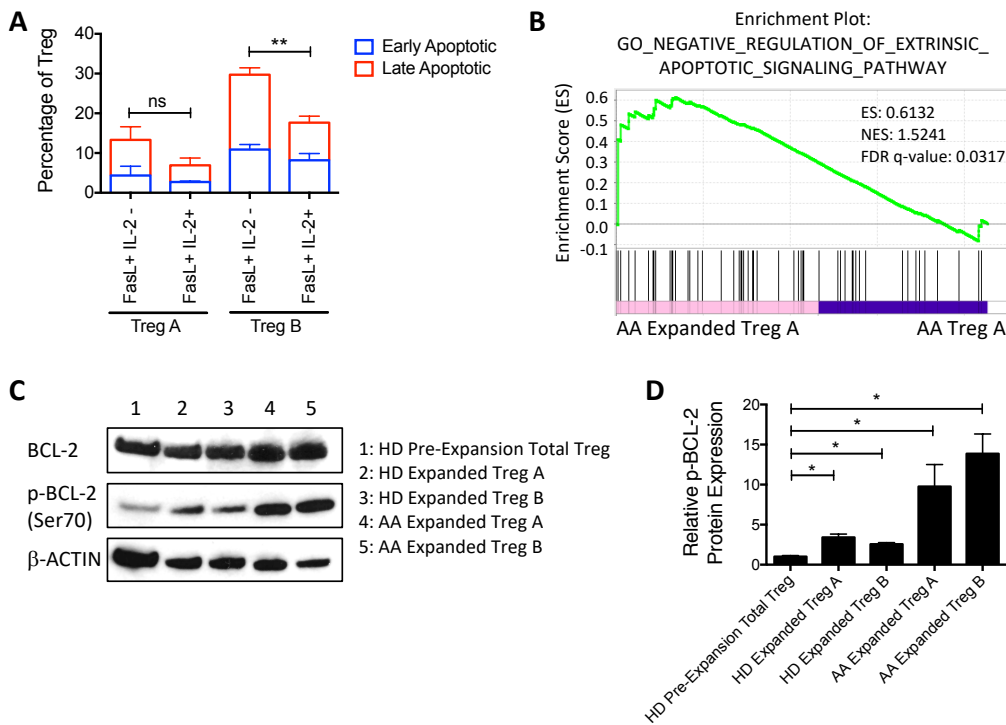 A
Percentage of Treg
40
30
20
10
0
ns
**
Early Apoptotic
Late Apoptotic
FasL+ IL-2 -
FasL+ IL-2+
FasL+ IL-2 -
FasL+ IL-2+
Treg A
Treg B
B
Enrichment Plot:
GO_NEGATIVE_REGULATION_OF_EXTRINSIC_
APOPTOTIC_SIGNALING_PATHWAY
Enrichment Score (ES)
0.6
0.5
0.4
0.3
0.2
0.1
0.0
-0.1
ES: 0.6132
NES: 1.5241
FDR q-value: 0.0317
AA Expanded Treg A
AA Treg A
C
1 2 3 4 5
BCL-2
p-BCL-2
(Ser70)
β-ACTIN
1: HD Pre-Expansion Total Treg
2: HD Expanded Treg A
3: HD Expanded Treg B
4: AA Expanded Treg A
5: AA Expanded Treg B
D
Relative p-BCL-2
Protein Expression
20
15
10
5
0
*
*
*
*
HD Pre-Expansion Total Treg
HD Expanded Treg A
HD Expanded Treg B
AA Expanded Treg A
AA Expanded Treg B